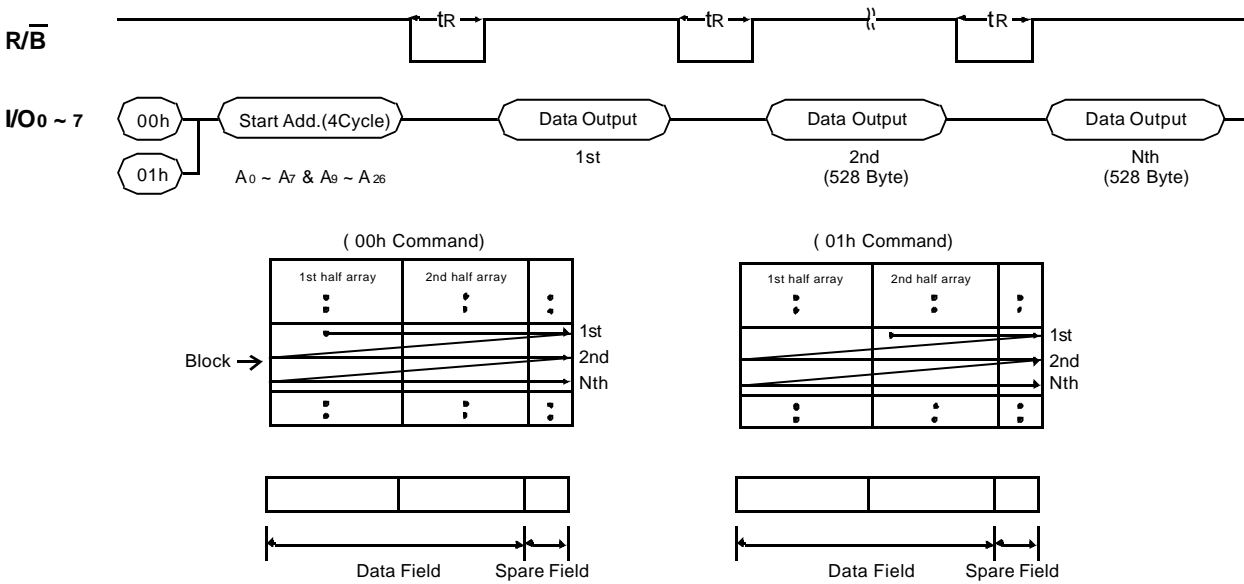 tR tR tR
R/B
I/O0 ~ 7 00h Start Add.(4Cycle) Data Output Data Output Data Output
01h A0 ~ A7 & A9 ~ A26 1st 2nd Nth
(528 Byte) (528 Byte)
( 00h Command) ( 01h Command)
1st half array 2nd half array 1st half array 2nd half array
1st 1st
Block 2nd 2nd
Nth Nth
Data Field Spare Field Data Field Spare Field